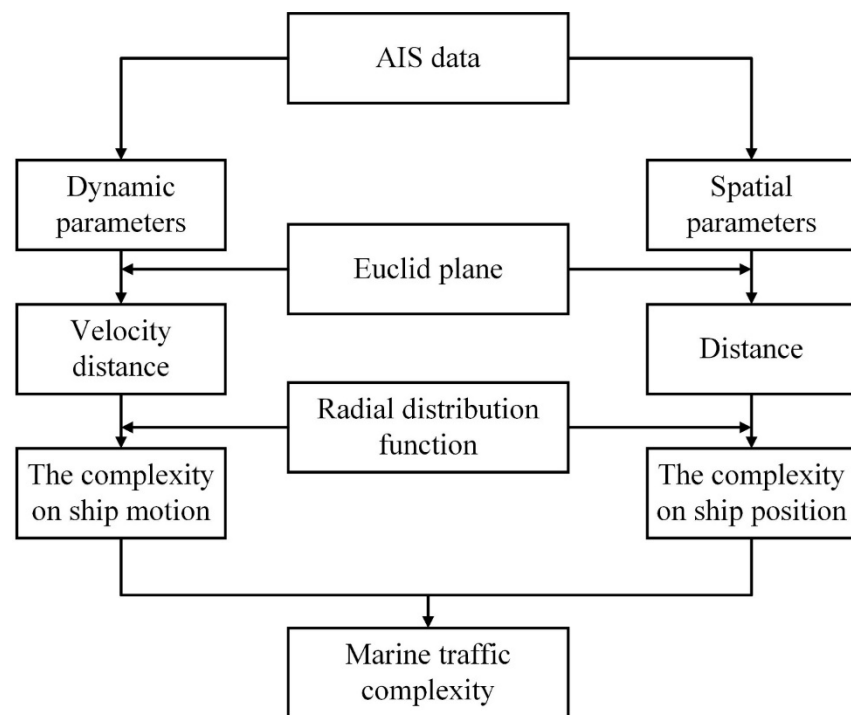 AIS data
Dynamic
parameters
Spatial
parameters
Euclid plane
Velocity
distance
Distance
Radial distribution
function
The complexity
on ship motion
The complexity
on ship position
Marine traffic
complexity